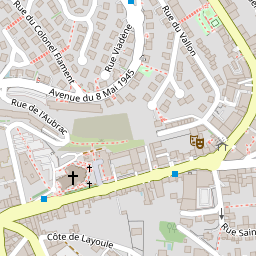 Rue du Colonel Flament
Rue Viadène
Rue du Vallon
Avenue du 8 Mai 1945
Rue de l'Aubrac
Côte de Layoule
Rue Sain